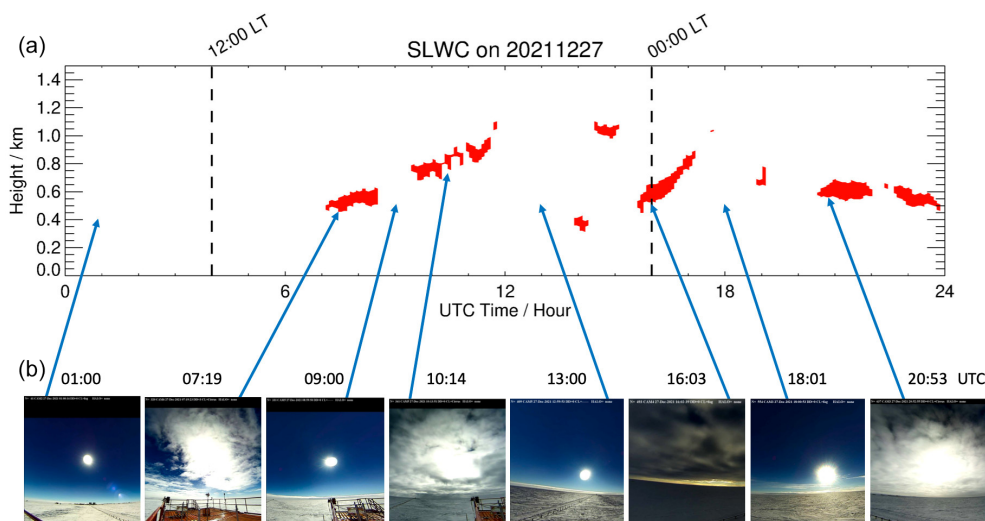 (a)
12:00 LT
00:00 LT
SLWC on 20211227
Height / km
1.4
1.2
1.0
0.8
0.6
0.4
0.2
0.0
0 6 12 18 24
UTC Time / Hour
(b)
01:00 07:19 09:00 10:14 13:00 16:03 18:01 20:53 UTC